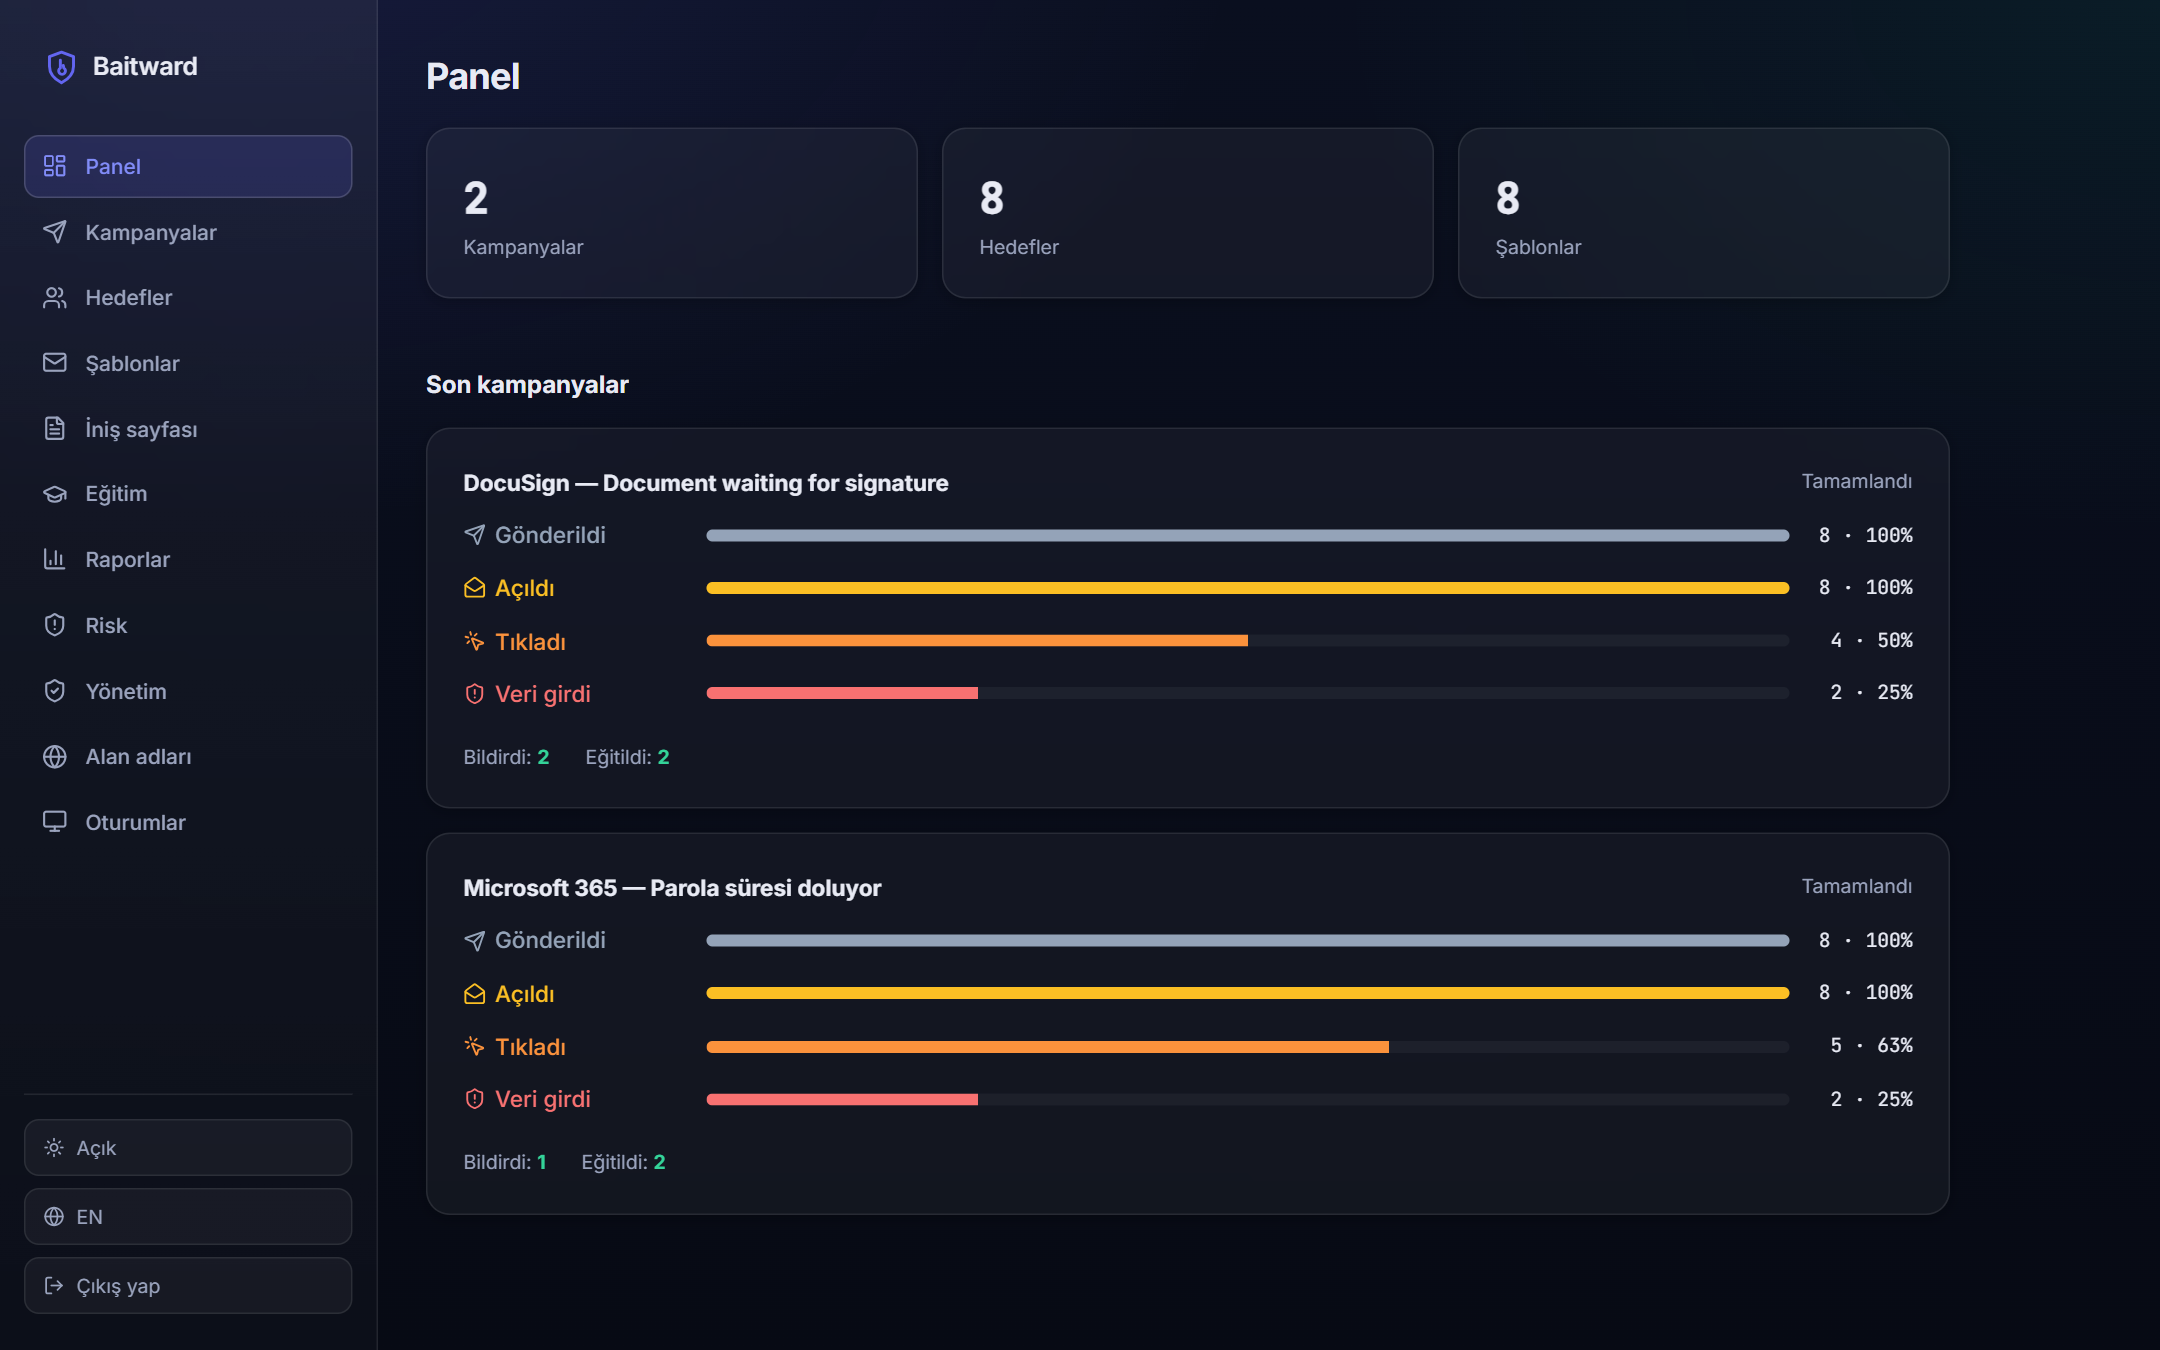 Baitward
Panel
Kampanyalar
Hedefler
Şablonlar
İniş sayfası
Eğitim
Raporlar
Risk
Yönetim
Alan adları
Oturumlar
Açık
EN
Çıkış yap
Panel
2
Kampanyalar
8
Hedefler
8
Şablonlar
Son kampanyalar
DocuSign — Document waiting for signature
Tamamlandı
Gönderildi 8 · 100%
Açıldı 8 · 100%
Tıkladı 4 · 50%
Veri girdi 2 · 25%
Bildirdi: 2 Eğitildi: 2
Microsoft 365 — Parola süresi doluyor
Tamamlandı
Gönderildi 8 · 100%
Açıldı 8 · 100%
Tıkladı 5 · 63%
Veri girdi 2 · 25%
Bildirdi: 1 Eğitildi: 2